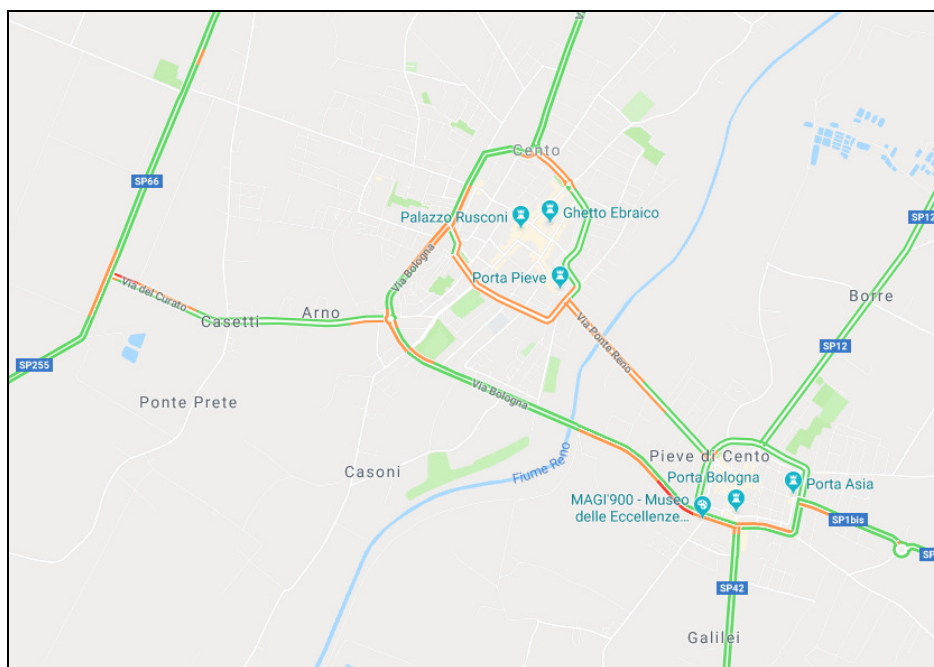 Cento
SP66
Palazzo Rusconi
Ghetto Ebraico
SP12
Via Bologna
Porta Pieve
Via del Curato
Borre
Arno
Casetti
Via Ponte Reno
SP12
SP255
Via Bologna
Ponte Prete
Pieve di Cento
Casoni
Fiume Reno
Porta Bologna
Porta Asia
MAGI'900 - Museo
delle Eccellenze...
SP1bis
SP42
Galilei